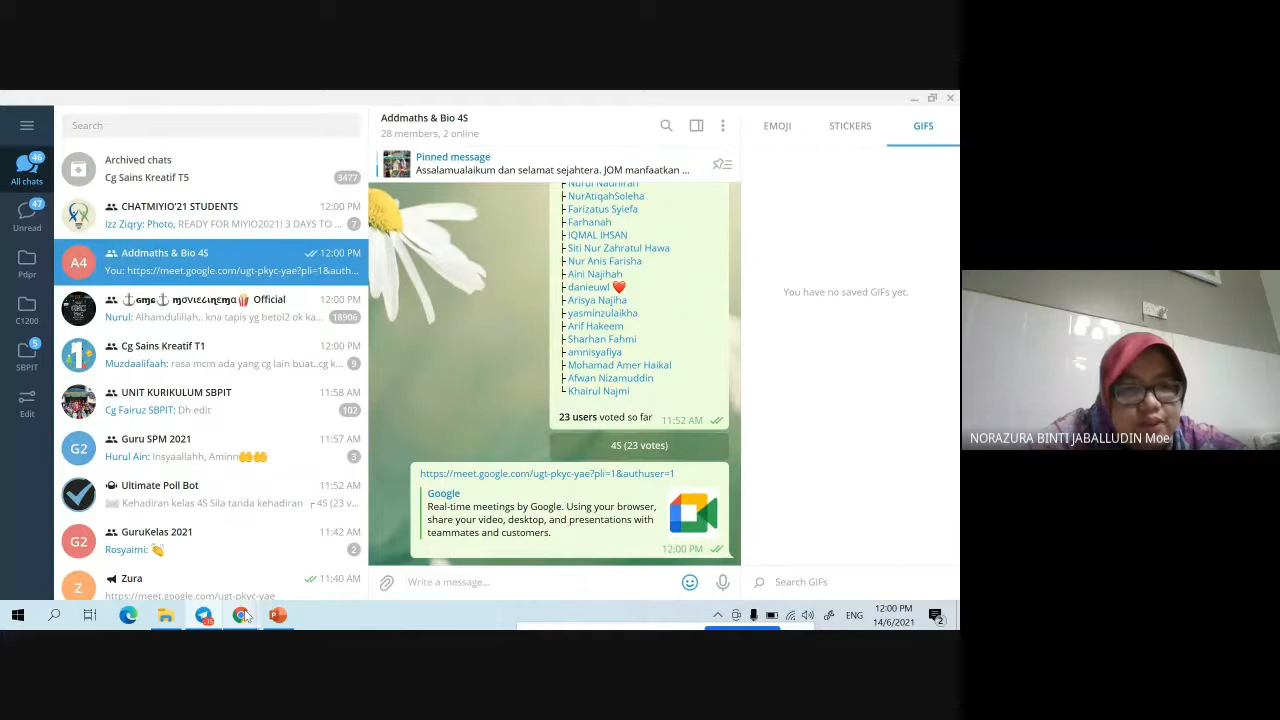 Search
46
All chats
47
Unread
Pdpr
C1200
5
SBPIT
Edit
Archived chats
Cg Sains Kreatif T5
3477
CHATMIYIO'21 STUDENTS 12:00 PM
Izz Ziqry: Photo, READY FOR MIYIO2021! 3 DAYS TO ... 7
A4 Addmaths & Bio 4S 12:00 PM
You: https://meet.google.com/ugt-pkyc-yae?pli=1&auth...
Official 12:00 PM
Nurul: Alhamdulillah.. kna tapis yg betol2 ok ka... 18906
Cg Sains Kreatif T1 12:00 PM
Muzdaalifaah: rasa mcm ada yang cg lain buat..cg k... 9
UNIT KURIKULUM SBPIT 11:58 AM
Cg Fairuz SBPIT: Dh edit 102
G2 Guru SPM 2021 11:57 AM
Hurul Ain: Insyaallahh, Aminn🤲🤲 3
Ultimate Poll Bot 11:52 AM
Kehadiran kelas 4S Sila tanda kehadiran ┌ 4S (23 v...
G2 GuruKelas 2021 11:42 AM
Rosyaimi: 👏 2
Z Zura 11:40 AM
https://meet.google.com/ugt-pkyc-yae
Addmaths & Bio 4S
28 members, 2 online
Pinned message
Assalamualaikum dan selamat sejahtera. JOM manfaatkan ...
├ Nurul Nadhirah
├ NurAtiqahSoleha
├ Farizatus Syiefa
├ Farhanah
├ IQMAL IHSAN
├ Siti Nur Zahratul Hawa
├ Nur Anis Farisha
├ Aini Najihah
├ danieuwl ❤️
├ Arisya Najiha
├ yasminzulaikha
├ Arif Hakeem
├ Sharhan Fahmi
├ amnisyafiya
├ Mohamad Amer Haikal
├ Afwan Nizamuddin
└ Khairul Najmi
23 users voted so far 11:52 AM
4S (23 votes)
https://meet.google.com/ugt-pkyc-yae?pli=1&authuser=1
Google
Real-time meetings by Google. Using your browser,
share your video, desktop, and presentations with
teammates and customers.
12:00 PM
Write a message...
EMOJI STICKERS GIFS
You have no saved GIFs yet.
Search GIFs
ENG
12:00 PM
14/6/2021
2
NORAZURA BINTI JABALLUDIN Moe